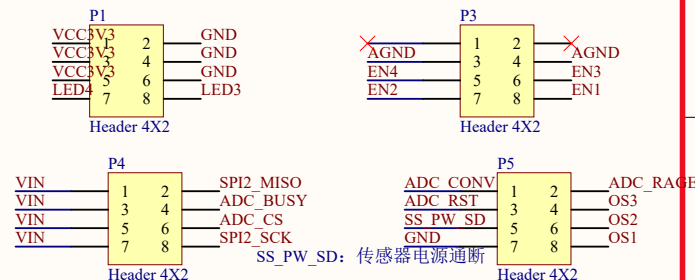 P1
VCC3V3 1 2 GND
VCC3V3 3 4 GND
VCC3V3 5 6 GND
LED4 7 8 LED3
Header 4X2
P3
1 2
AGND 3 4 AGND
EN4 5 6 EN3
EN2 7 8 EN1
Header 4X2
P4
VIN 1 2 SPI2_MISO
VIN 3 4 ADC_BUSY
VIN 5 6 ADC_CS
VIN 7 8 SPI2_SCK
Header 4X2
SS_PW_SD：传感器电源通断
P5
ADC_CONV 1 2 ADC_RAGE
ADC_RST 3 4 OS3
SS_PW_SD 5 6 OS2
GND 7 8 OS1
Header 4X2